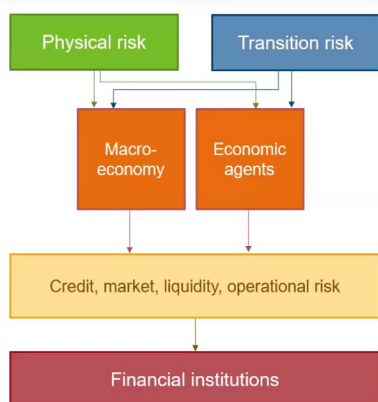 Physical risk
Transition risk
Macro-
economy
Economic
agents
Credit, market, liquidity, operational risk
Financial institutions